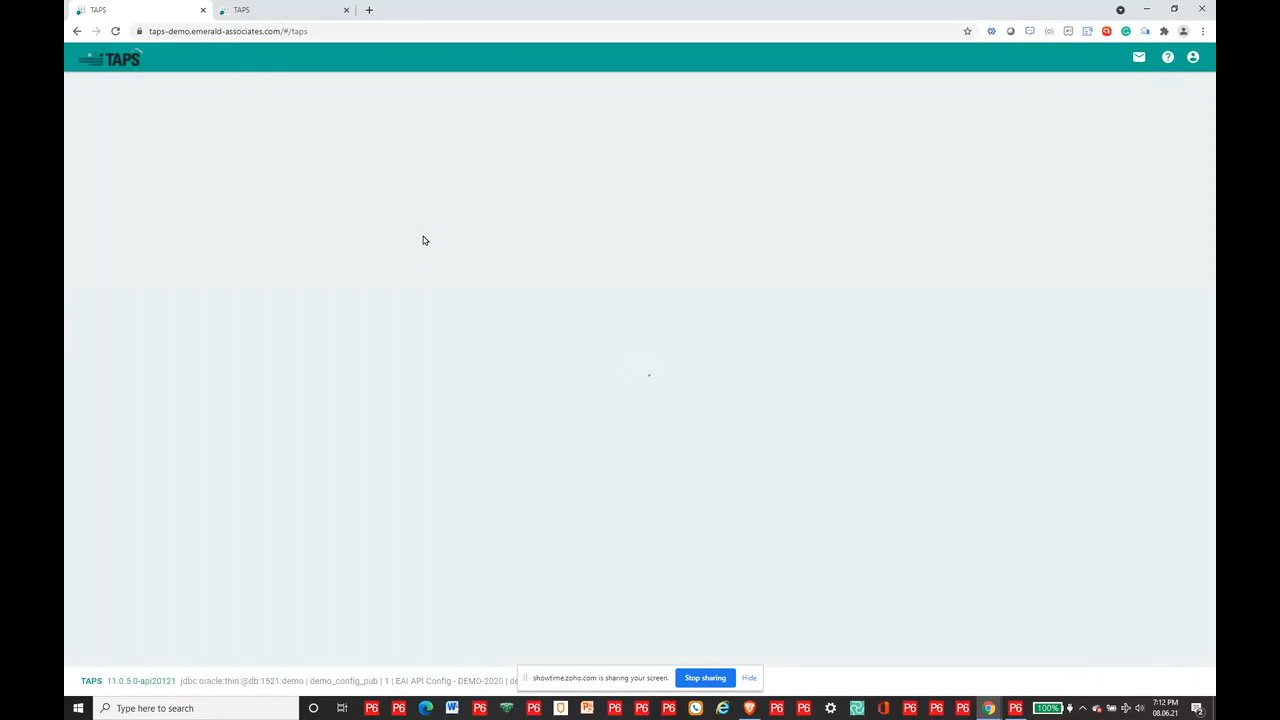 TAPS
TAPS
taps-demo.emerald-associates.com/#/taps
TAPS
TAPS 11.0.5.0-api20121 jdbc:oracle:thin:@db:1521:demo | demo_config_pub | 1 | EAI API Config - DEMO-2020 | de
showtime.zoho.com is sharing your screen. Stop sharing Hide
Type here to search
P6 P6 P6 P6 P6 P6 P6 P6 P6 P6 P6 P6 P6
100%
7:12 PM
08.06.21
2